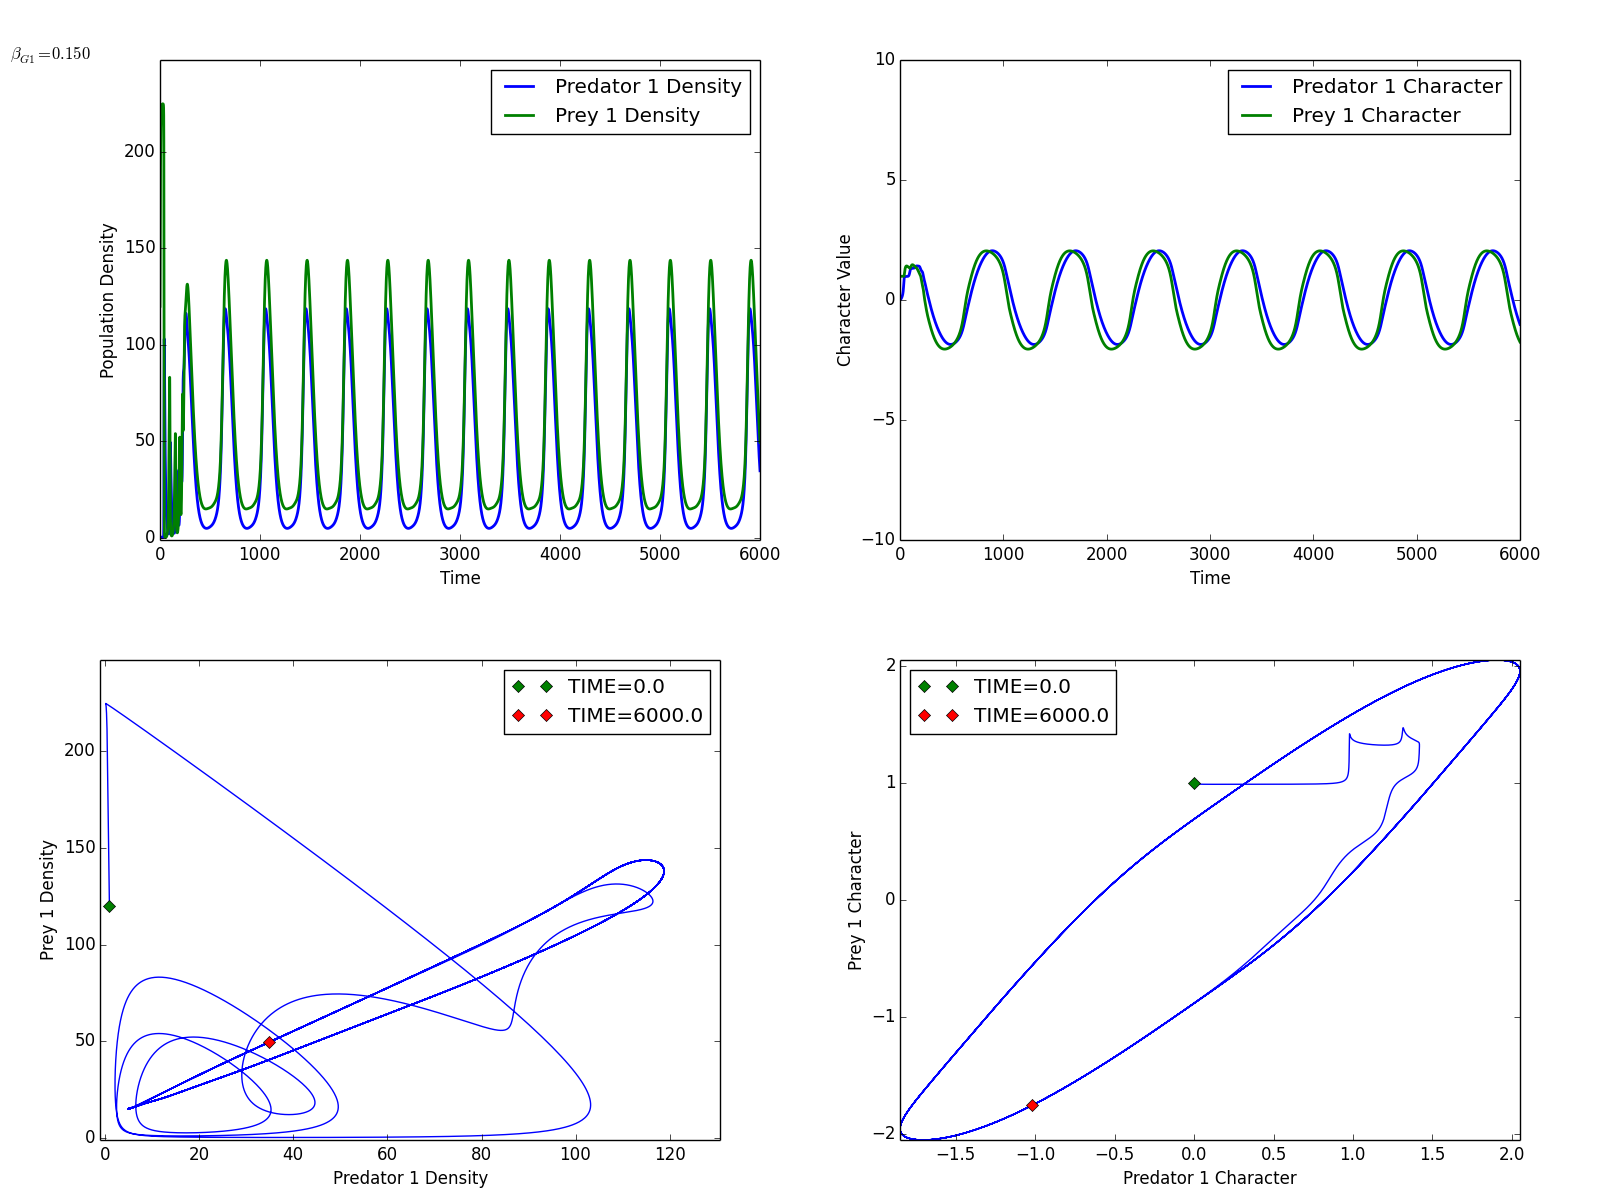 β_G1=0.150
Predator 1 Density
Prey 1 Density
200
150
100
50
0
Population Density
0 1000 2000 3000 4000 5000 6000
Time
Predator 1 Character
Prey 1 Character
10
5
0
−5
−10
Character Value
0 1000 2000 3000 4000 5000 6000
Time
TIME=0.0
TIME=6000.0
200
150
100
50
0
Prey 1 Density
0 20 40 60 80 100 120
Predator 1 Density
TIME=0.0
TIME=6000.0
2
1
0
−1
−2
Prey 1 Character
−1.5 −1.0 −0.5 0.0 0.5 1.0 1.5 2.0
Predator 1 Character